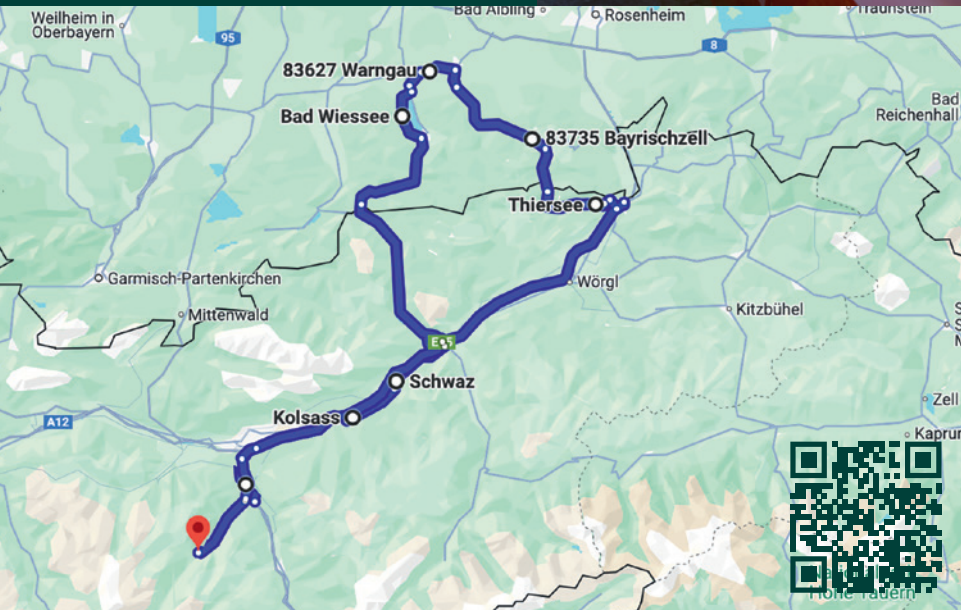 Bad Aibling
Rosenheim
Traunstein
Weilheim in
Oberbayern
95
8
83627 Warngau
Bad Wiessee
Bad
Reichenhall
83735 Bayrischzell
Thiersee
Garmisch-Partenkirchen
Wörgl
Mittenwald
Kitzbühel
E45
Schwaz
Kolsass
Zell
A12
Kaprun
Hohe Tauern